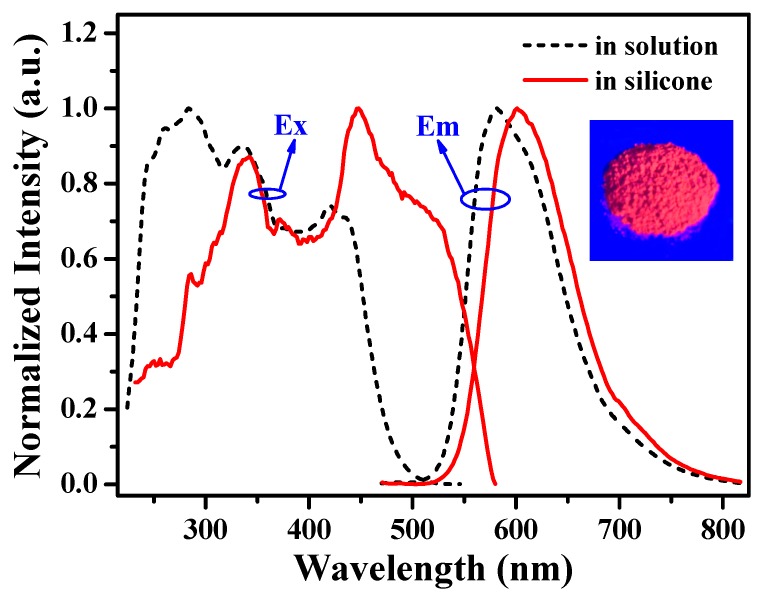 in solution
in silicone
Ex
Em
Normalized Intensity (a.u.)
1.2
1.0
0.8
0.6
0.4
0.2
0.0
300 400 500 600 700 800
Wavelength (nm)